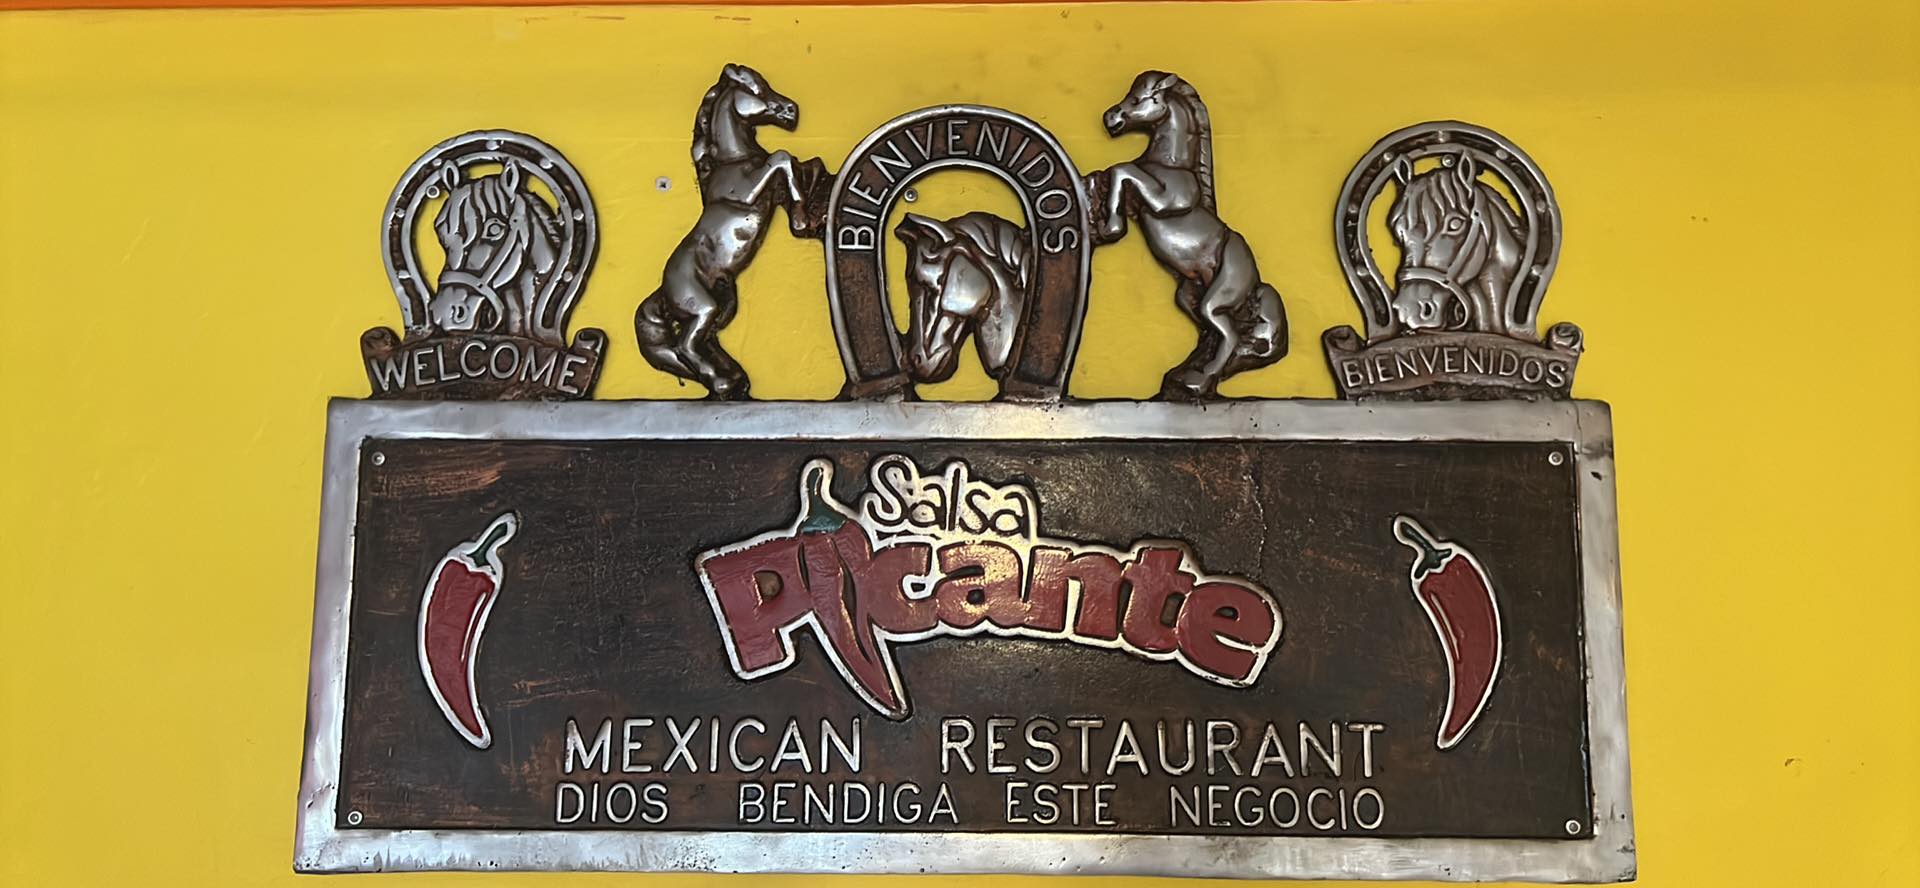 BIENVENIDOS
WELCOME
BIENVENIDOS
Salsa
Picante
MEXICAN RESTAURANT
DIOS BENDIGA ESTE NEGOCIO